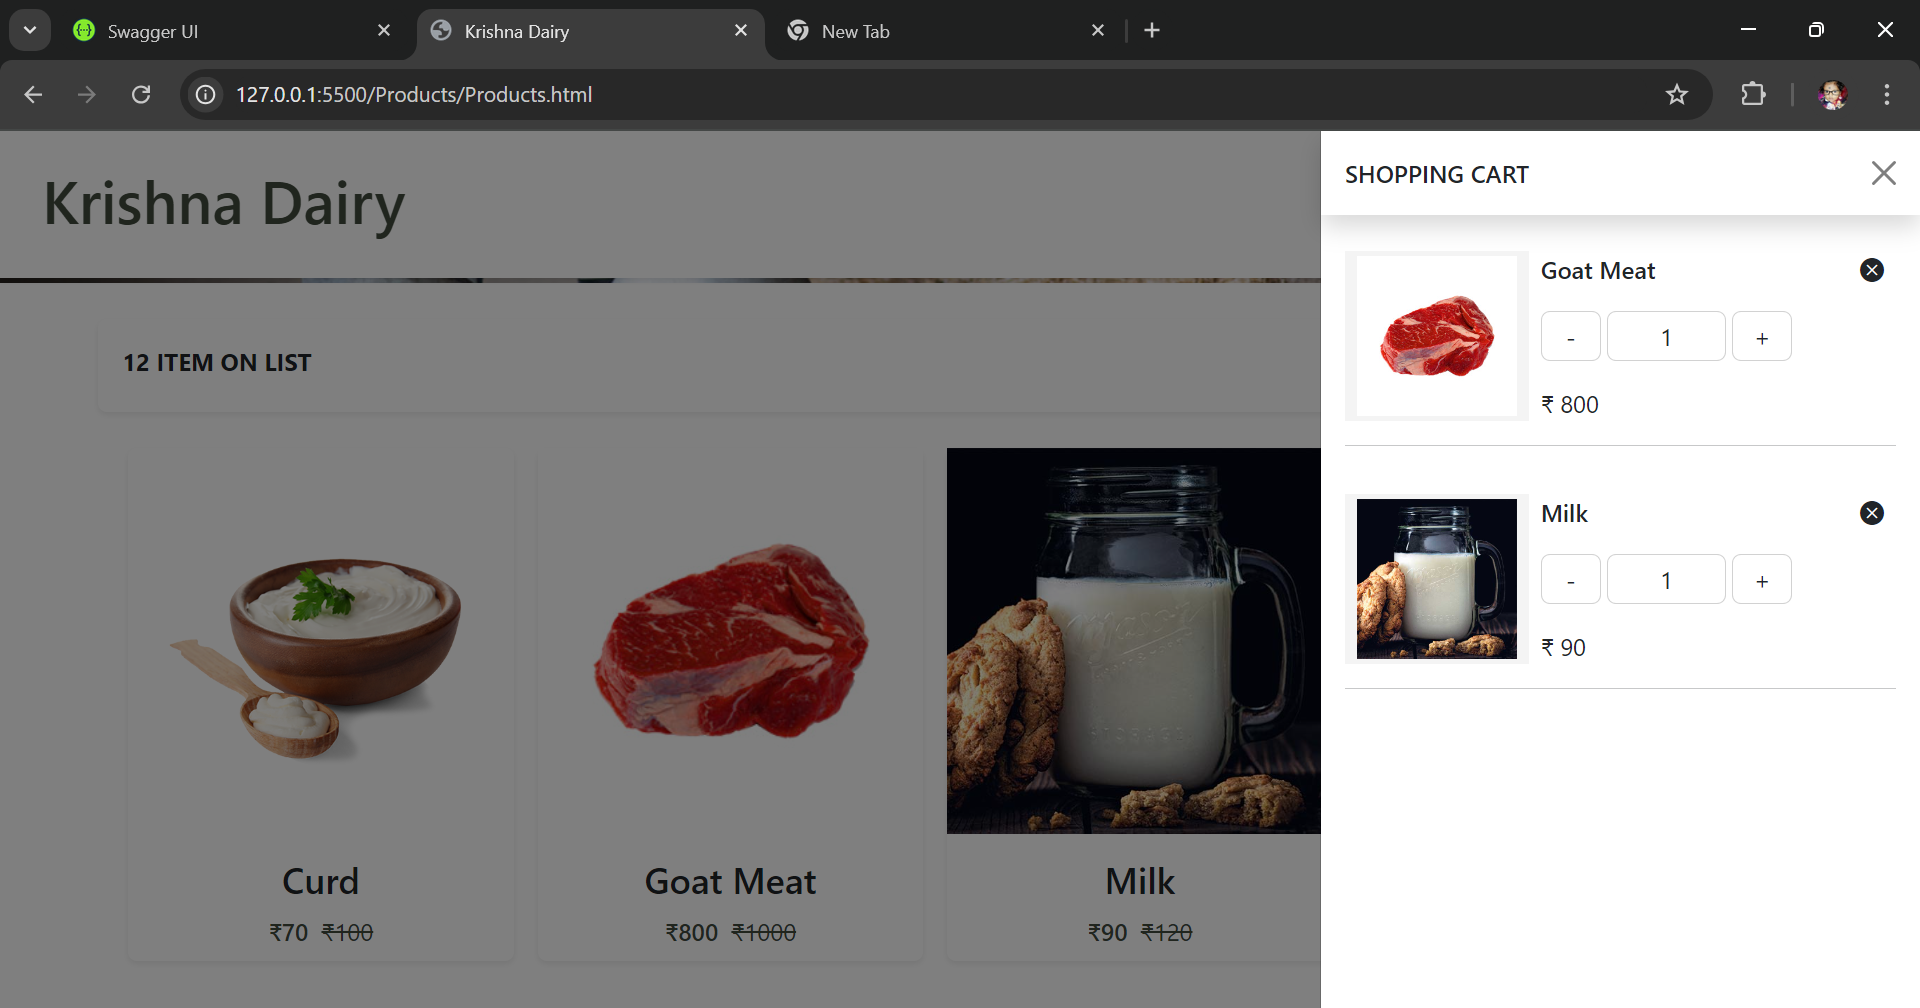 Swagger UI
Krishna Dairy
New Tab
127.0.0.1:5500/Products/Products.html
Krishna Dairy
12 ITEM ON LIST
Curd
₹70 ₹100
Goat Meat
₹800 ₹1000
Milk
₹90 ₹120
SHOPPING CART
Goat Meat
- 1 +
₹ 800
Milk
- 1 +
₹ 90